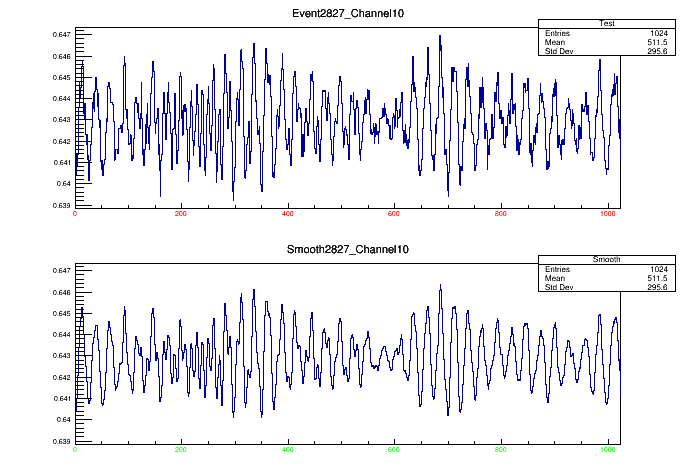 Event2827_Channel10
Test
Entries 1024
Mean 511.5
Std Dev 295.6
0.647
0.646
0.645
0.644
0.643
0.642
0.641
0.64
0.639
0 200 400 600 800 1000
Smooth2827_Channel10
Smooth
Entries 1024
Mean 511.5
Std Dev 295.6
0.647
0.646
0.645
0.644
0.643
0.642
0.641
0.64
0.639
0 200 400 600 800 1000